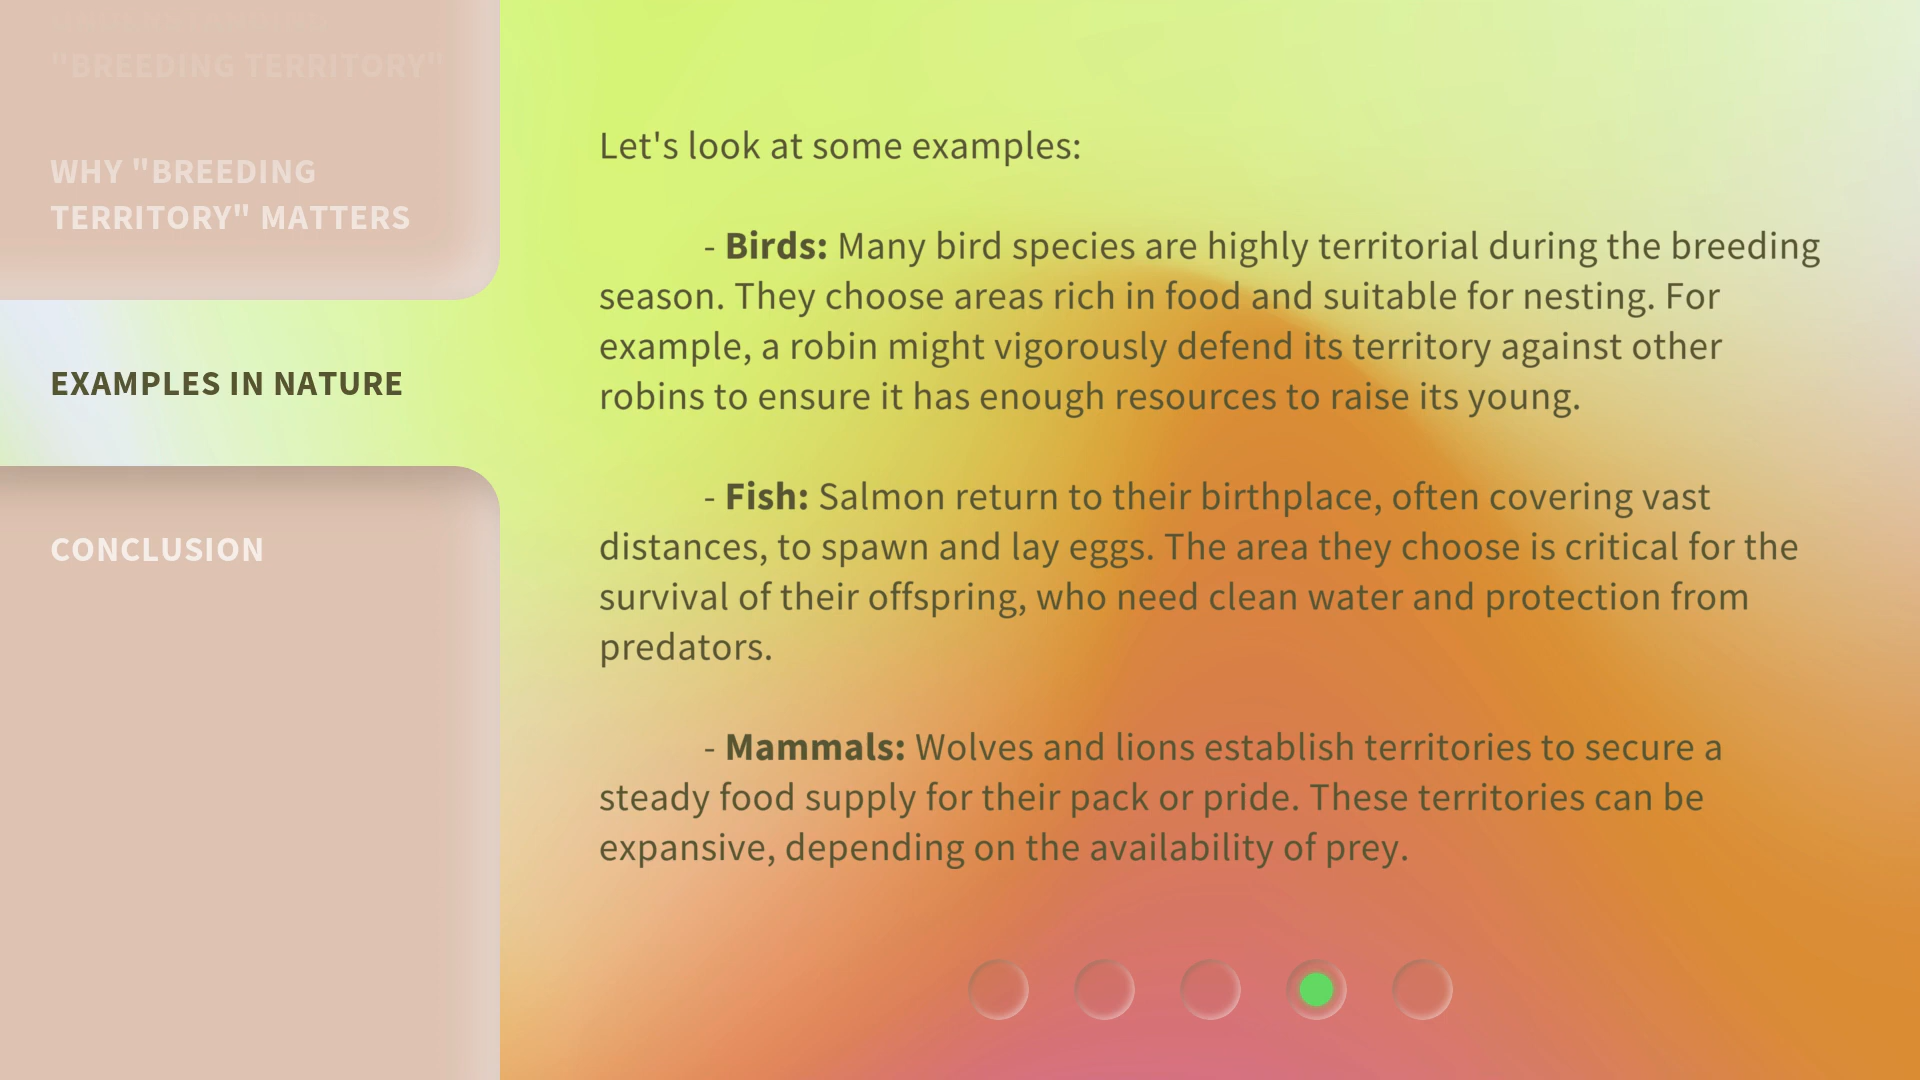 "BREEDING TERRITORY"
WHY "BREEDING
TERRITORY" MATTERS
EXAMPLES IN NATURE
CONCLUSION
Let's look at some examples:
- Birds: Many bird species are highly territorial during the breeding
season. They choose areas rich in food and suitable for nesting. For
example, a robin might vigorously defend its territory against other
robins to ensure it has enough resources to raise its young.
- Fish: Salmon return to their birthplace, often covering vast
distances, to spawn and lay eggs. The area they choose is critical for the
survival of their offspring, who need clean water and protection from
predators.
- Mammals: Wolves and lions establish territories to secure a
steady food supply for their pack or pride. These territories can be
expansive, depending on the availability of prey.